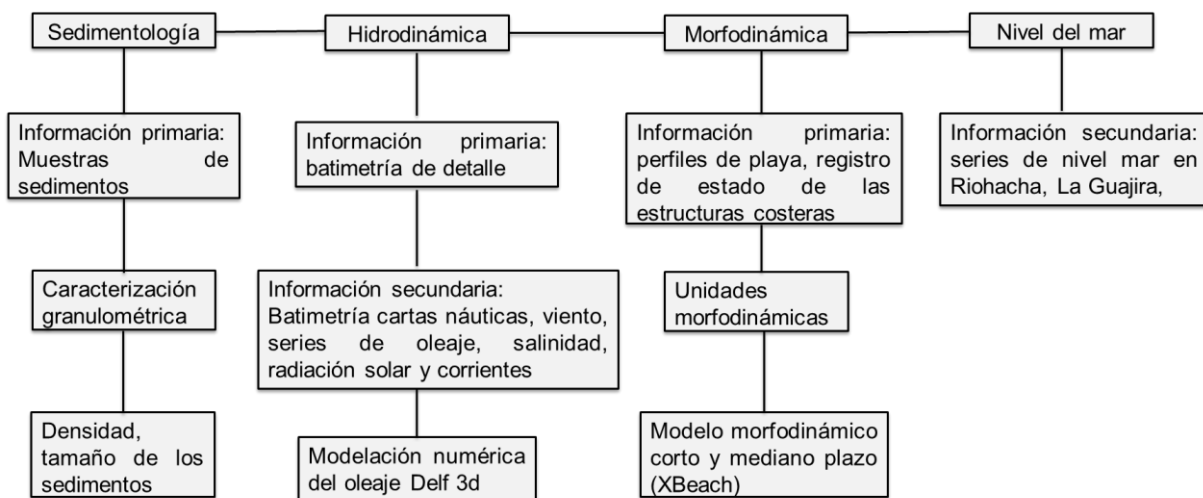 Sedimentología
Hidrodinámica
Morfodinámica
Nivel del mar
Información primaria:
Muestras de
sedimentos
Información primaria:
batimetría de detalle
Información primaria:
perfiles de playa, registro
de estado de las
estructuras costeras
Información secundaria:
series de nivel mar en
Riohacha, La Guajira,
Caracterización
granulométrica
Información secundaria:
Batimetría cartas náuticas, viento,
series de oleaje, salinidad,
radiación solar y corrientes
Unidades
morfodinámicas
Densidad,
tamaño de los
sedimentos
Modelación numérica
del oleaje Delf 3d
Modelo morfodinámico
corto y mediano plazo
(XBeach)